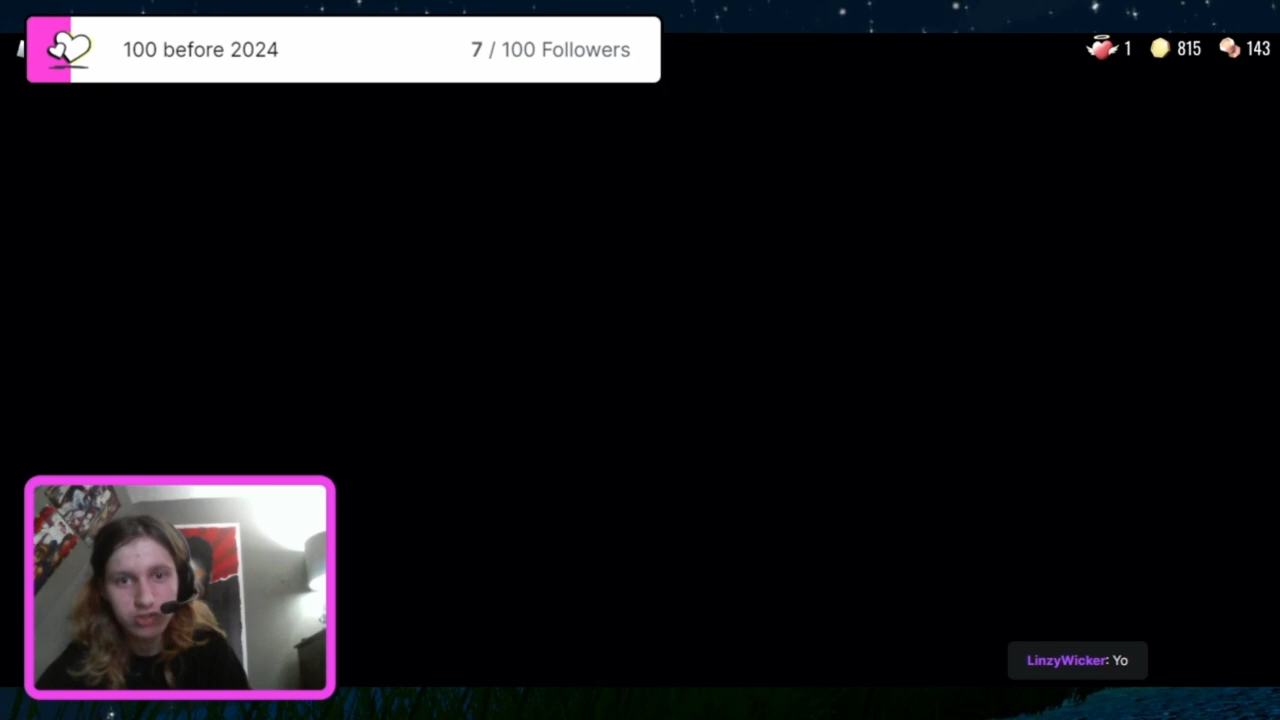 100 before 2024
7 / 100 Followers
1
815
143
LinzyWicker: Yo